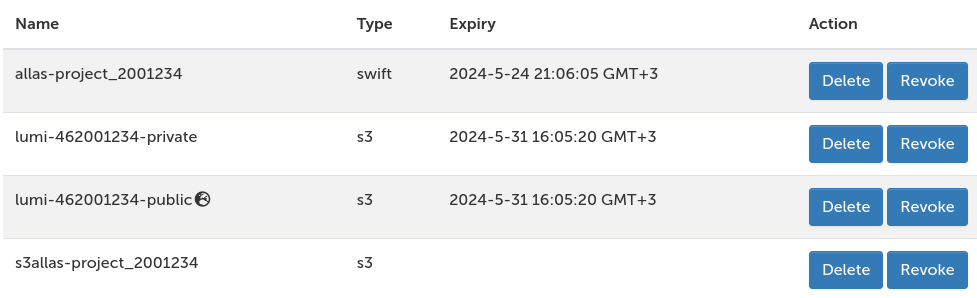 Name Type Expiry Action
allas-project_2001234 swift 2024-5-24 21:06:05 GMT+3 Delete Revoke
lumi-462001234-private s3 2024-5-31 16:05:20 GMT+3 Delete Revoke
lumi-462001234-public s3 2024-5-31 16:05:20 GMT+3 Delete Revoke
s3allas-project_2001234 s3 Delete Revoke